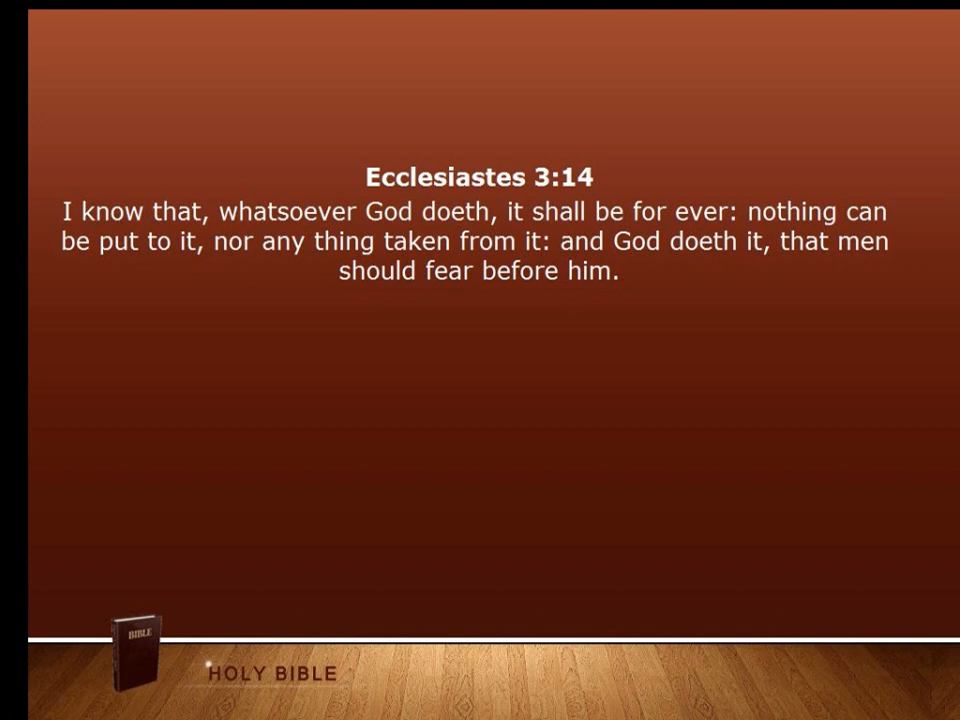 Ecclesiastes 3:14
I know that, whatsoever God doeth, it shall be for ever: nothing can
be put to it, nor any thing taken from it: and God doeth it, that men
should fear before him.
BIBLE
HOLY BIBLE